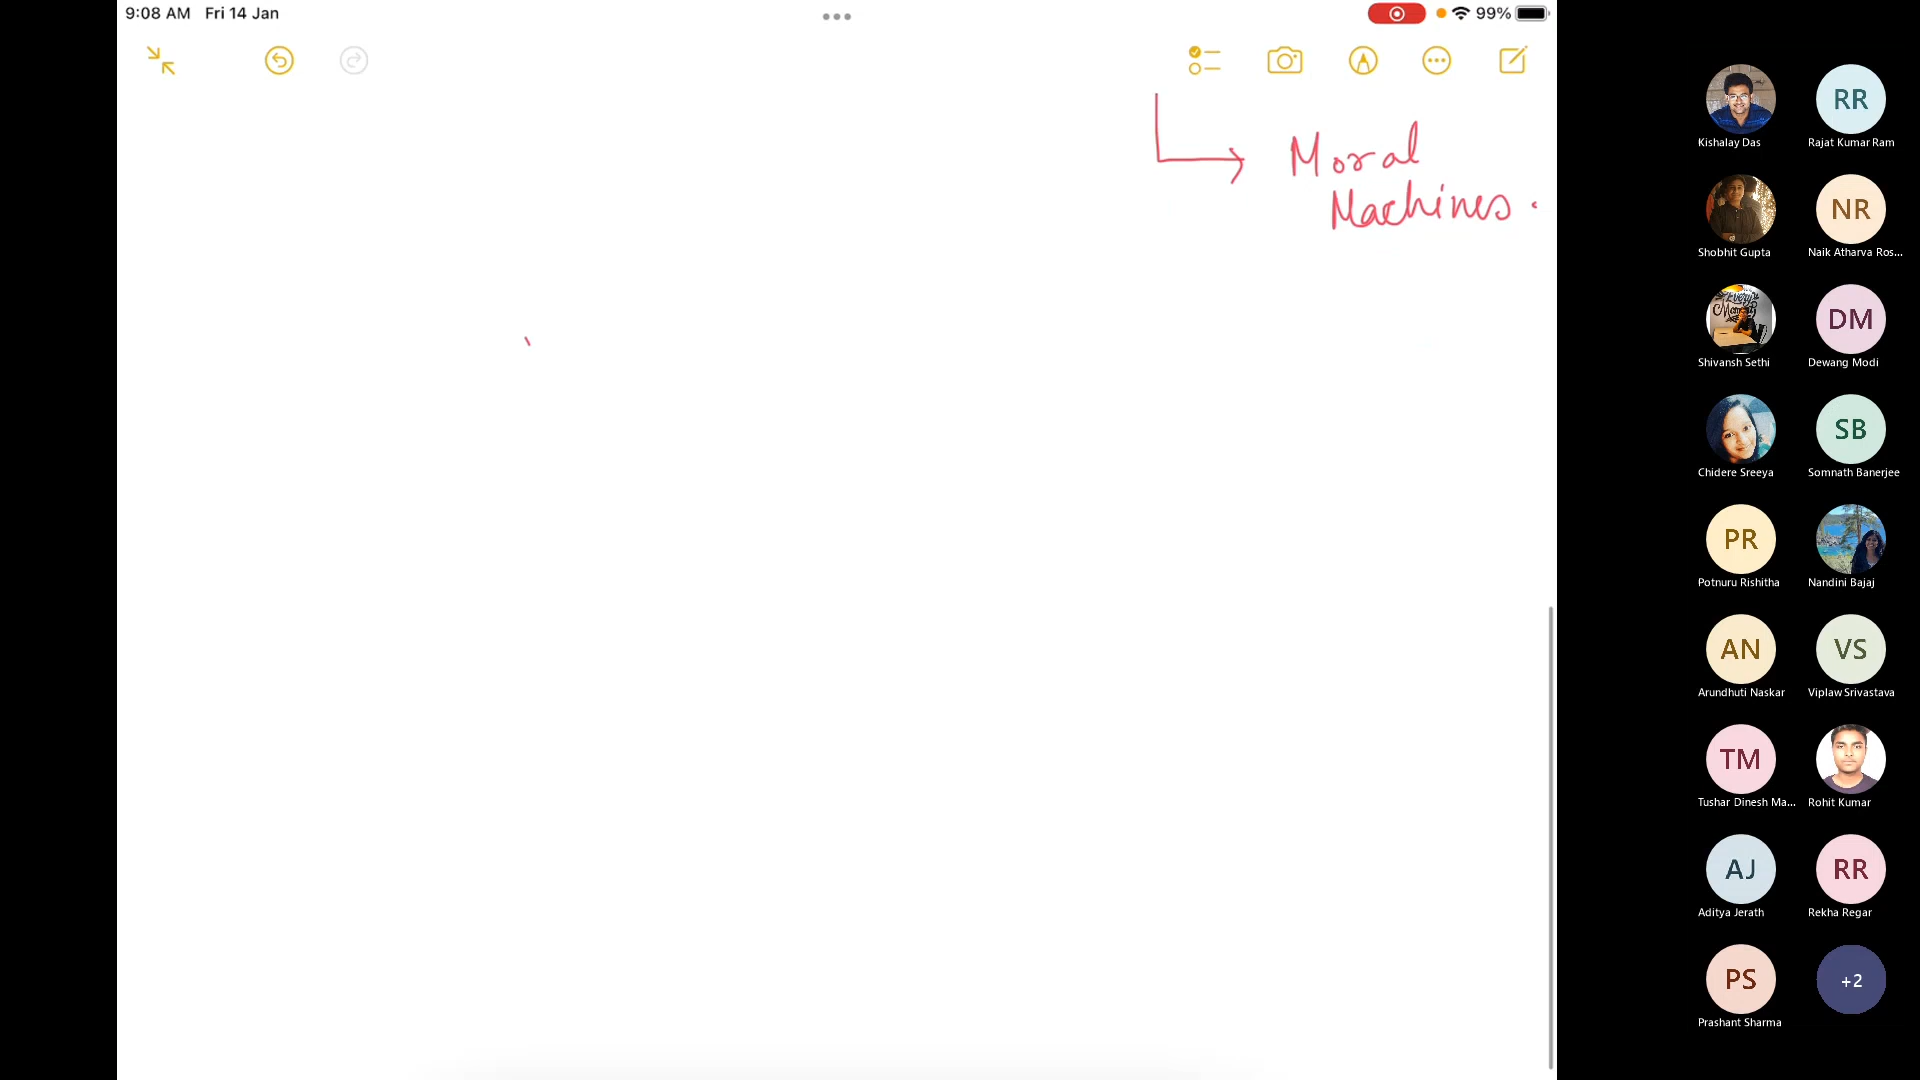 9:08 AM Fri 14 Jan
99%
Moral
Machines.
Kishalay Das
RR
Rajat Kumar Ram
Shobhit Gupta
NR
Naik Atharva Ros...
Every
Shivansh Sethi
DM
Dewang Modi
Chidere Sreeya
SB
Somnath Banerjee
PR
Potnuru Rishitha
Nandini Bajaj
AN
Arundhuti Naskar
VS
Viplaw Srivastava
TM
Tushar Dinesh Ma...
Rohit Kumar
AJ
Aditya Jerath
RR
Rekha Regar
PS
Prashant Sharma
+2